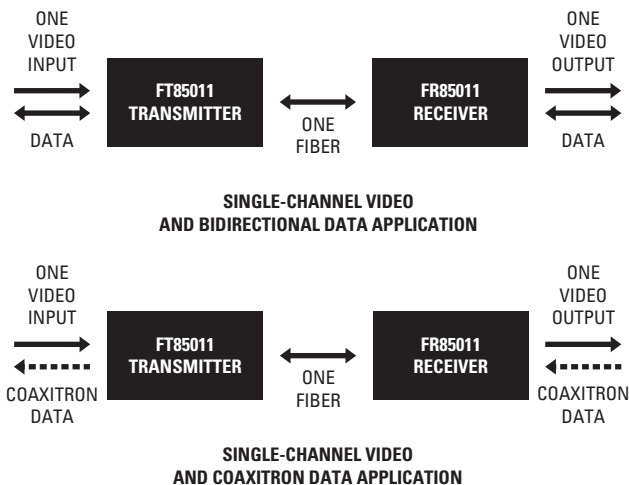 ONE
VIDEO
INPUT
DATA
FT85011
TRANSMITTER
ONE
FIBER
FR85011
RECEIVER
ONE
VIDEO
OUTPUT
DATA
SINGLE-CHANNEL VIDEO
AND BIDIRECTIONAL DATA APPLICATION
ONE
VIDEO
INPUT
COAXITRON
DATA
FT85011
TRANSMITTER
ONE
FIBER
FR85011
RECEIVER
ONE
VIDEO
OUTPUT
COAXITRON
DATA
SINGLE-CHANNEL VIDEO
AND COAXITRON DATA APPLICATION